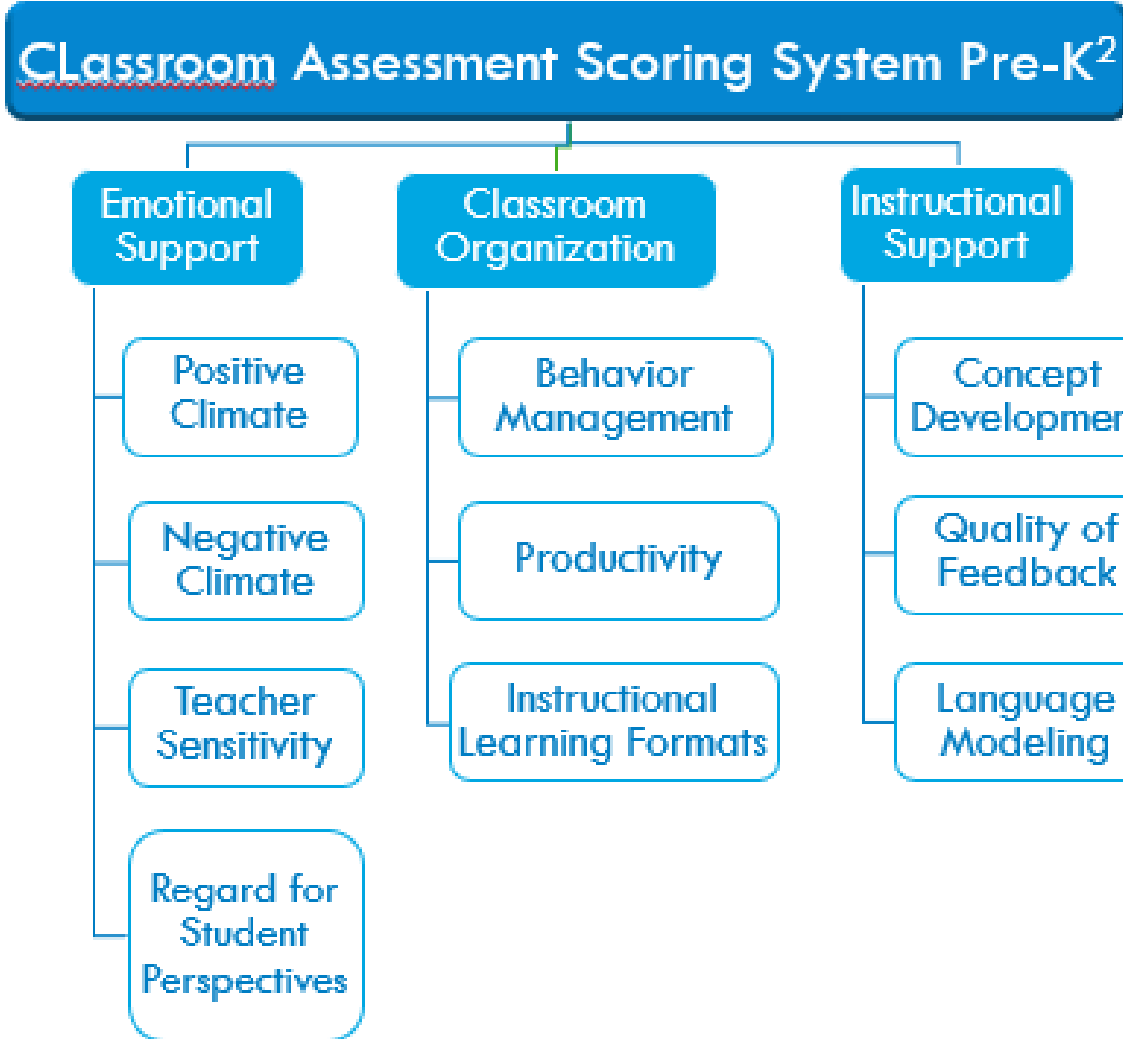 CLassroom Assessment Scoring System Pre-K²
Emotional
Support
Positive
Climate
Negative
Climate
Teacher
Sensitivity
Regard for
Student
Perspectives
Classroom
Organization
Behavior
Management
Productivity
Instructional
Learning Formats
Instructional
Support
Concept
Developmen
Quality of
Feedback
Language
Modeling